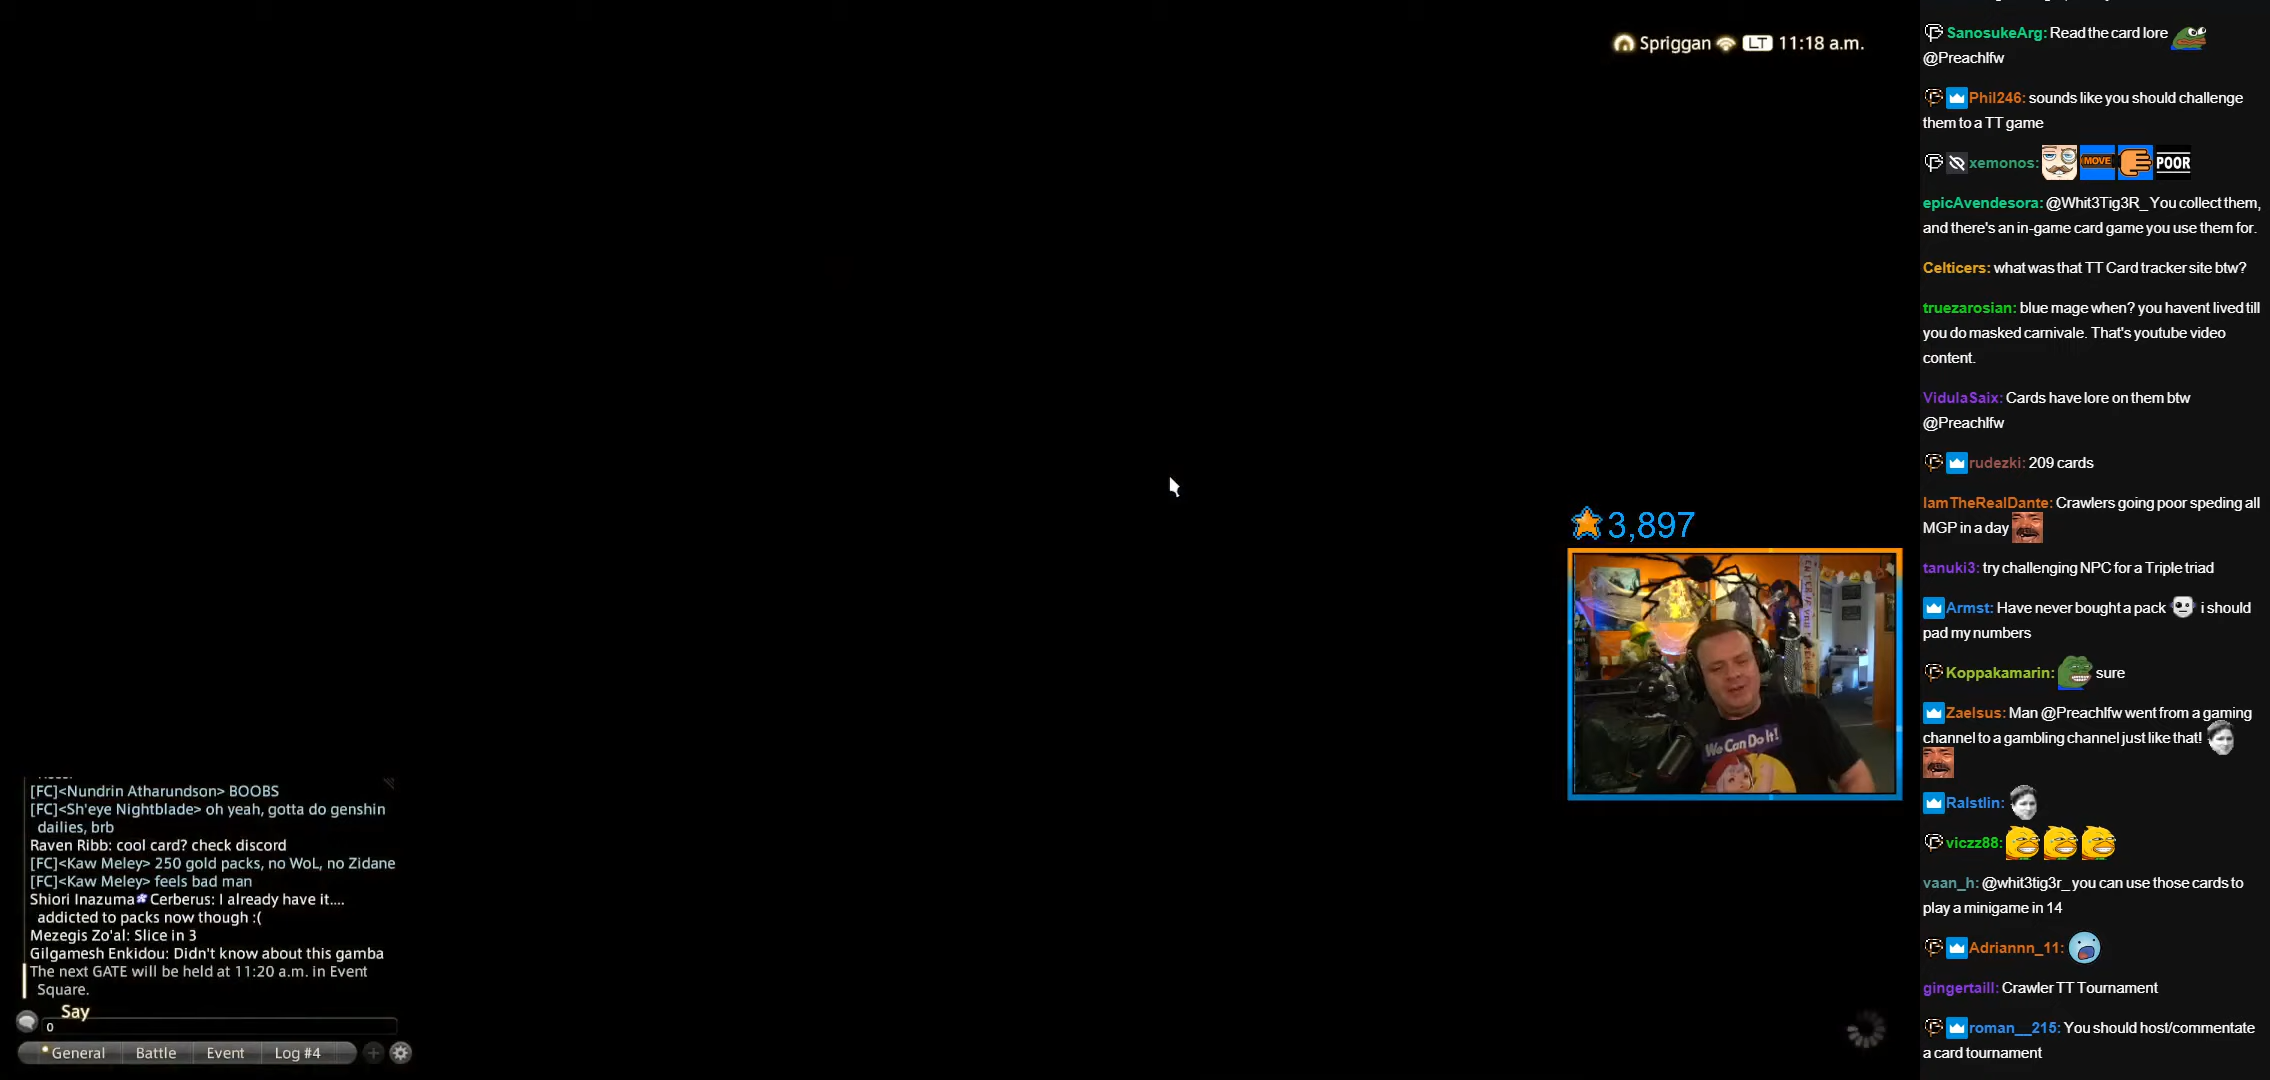 Spriggan LT 11:18 a.m.
SanosukeArg: Read the card lore
@Preachlfw
Phil246: sounds like you should challenge
them to a TT game
xemonos: MOVE POOR
epicAvendesora: @Whit3Tig3R_ You collect them,
and there's an in-game card game you use them for.
Celticers: what was that TT Card tracker site btw?
truezarosian: blue mage when? you havent lived till
you do masked carnivale. That's youtube video
content.
VidulaSaix: Cards have lore on them btw
@Preachlfw
rudezki: 209 cards
IamTheRealDante: Crawlers going poor speding all
MGP in a day
tanuki3: try challenging NPC for a Triple triad
Armst: Have never bought a pack i should
pad my numbers
Koppakamarin: sure
Zaelsus: Man @Preachlfw went from a gaming
channel to a gambling channel just like that!
Ralstlin:
viczz88:
vaan_h: @whit3tig3r_ you can use those cards to
play a minigame in 14
Adriannn_11:
gingertaill: Crawler TT Tournament
roman__215: You should host/commentate
a card tournament
3,897
We Can Do It!
[FC]<Nundrin Atharundson> BOOBS
[FC]<Sh'eye Nightblade> oh yeah, gotta do genshin
dailies, brb
Raven Ribb: cool card? check discord
[FC]<Kaw Meley> 250 gold packs, no WoL, no Zidane
[FC]<Kaw Meley> feels bad man
Shiori Inazuma Cerberus: I already have it....
addicted to packs now though :(
Mezegis Zo'al: Slice in 3
Gilgamesh Enkidou: Didn't know about this gamba
The next GATE will be held at 11:20 a.m. in Event
Square.
Say
0
General Battle Event Log #4